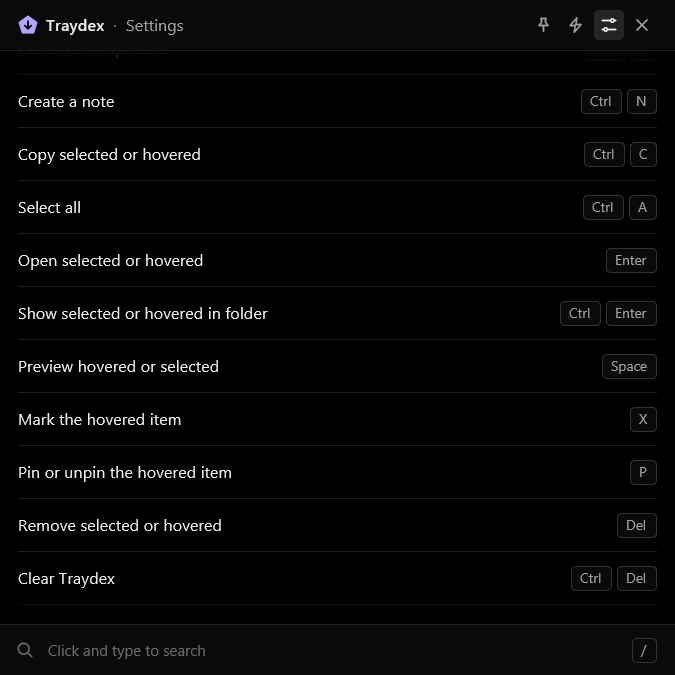 Traydex · Settings
Create a note Ctrl N
Copy selected or hovered Ctrl C
Select all Ctrl A
Open selected or hovered Enter
Show selected or hovered in folder Ctrl Enter
Preview hovered or selected Space
Mark the hovered item X
Pin or unpin the hovered item P
Remove selected or hovered Del
Clear Traydex Ctrl Del
Click and type to search /